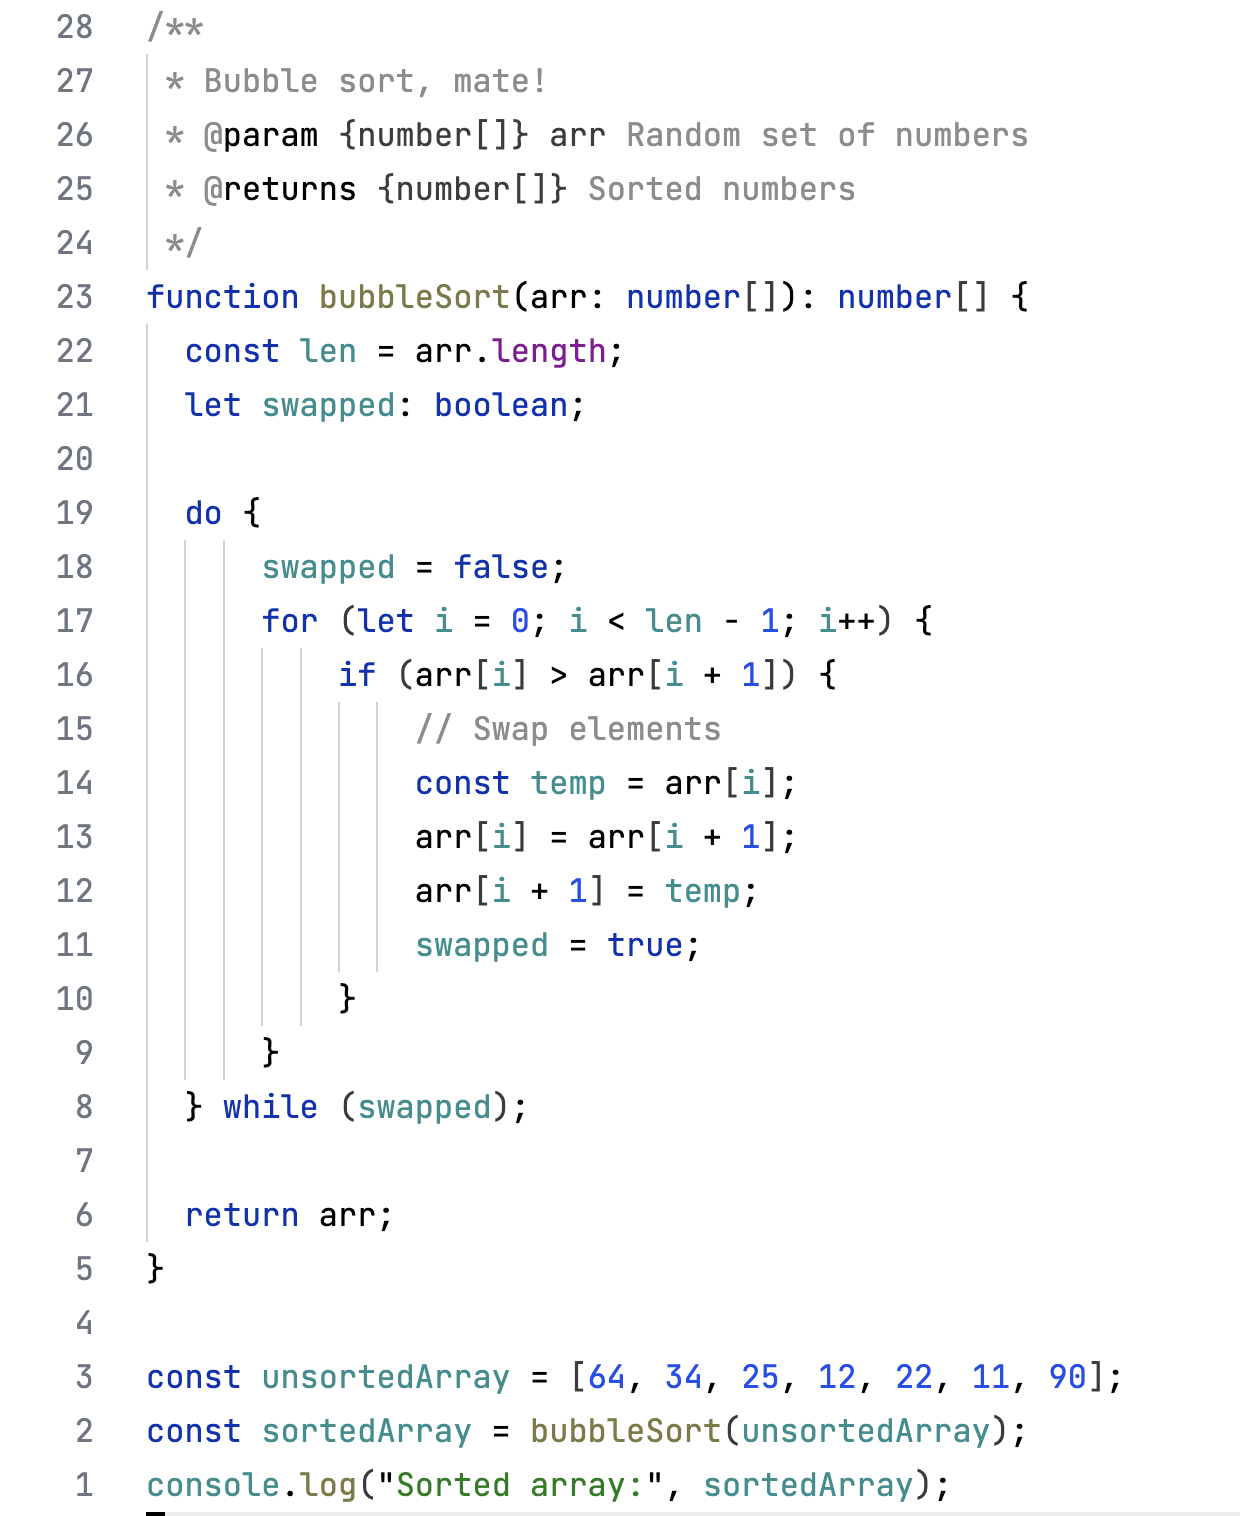 28 /**
27  * Bubble sort, mate!
26  * @param {number[]} arr Random set of numbers
25  * @returns {number[]} Sorted numbers
24  */
23 function bubbleSort(arr: number[]): number[] {
22   const len = arr.length;
21   let swapped: boolean;
20
19   do {
18       swapped = false;
17       for (let i = 0; i < len - 1; i++) {
16           if (arr[i] > arr[i + 1]) {
15               // Swap elements
14               const temp = arr[i];
13               arr[i] = arr[i + 1];
12               arr[i + 1] = temp;
11               swapped = true;
10           }
9       }
8   } while (swapped);
7
6   return arr;
5 }
4
3 const unsortedArray = [64, 34, 25, 12, 22, 11, 90];
2 const sortedArray = bubbleSort(unsortedArray);
1 console.log("Sorted array:", sortedArray);